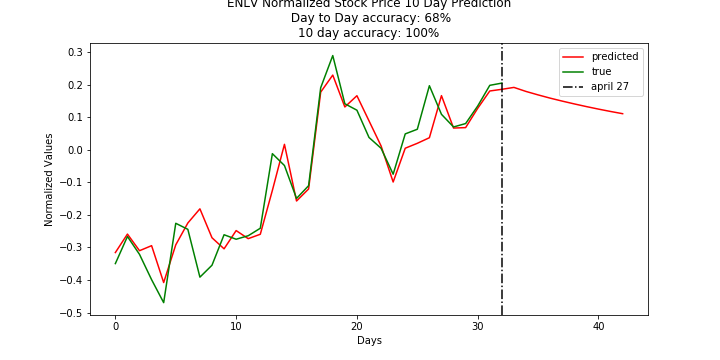 ENLV Normalized Stock Price 10 Day Prediction
Day to Day accuracy: 68%
10 day accuracy: 100%
predicted
true
april 27
Normalized Values
0.3
0.2
0.1
0.0
−0.1
−0.2
−0.3
−0.4
−0.5
0 10 20 30 40
Days